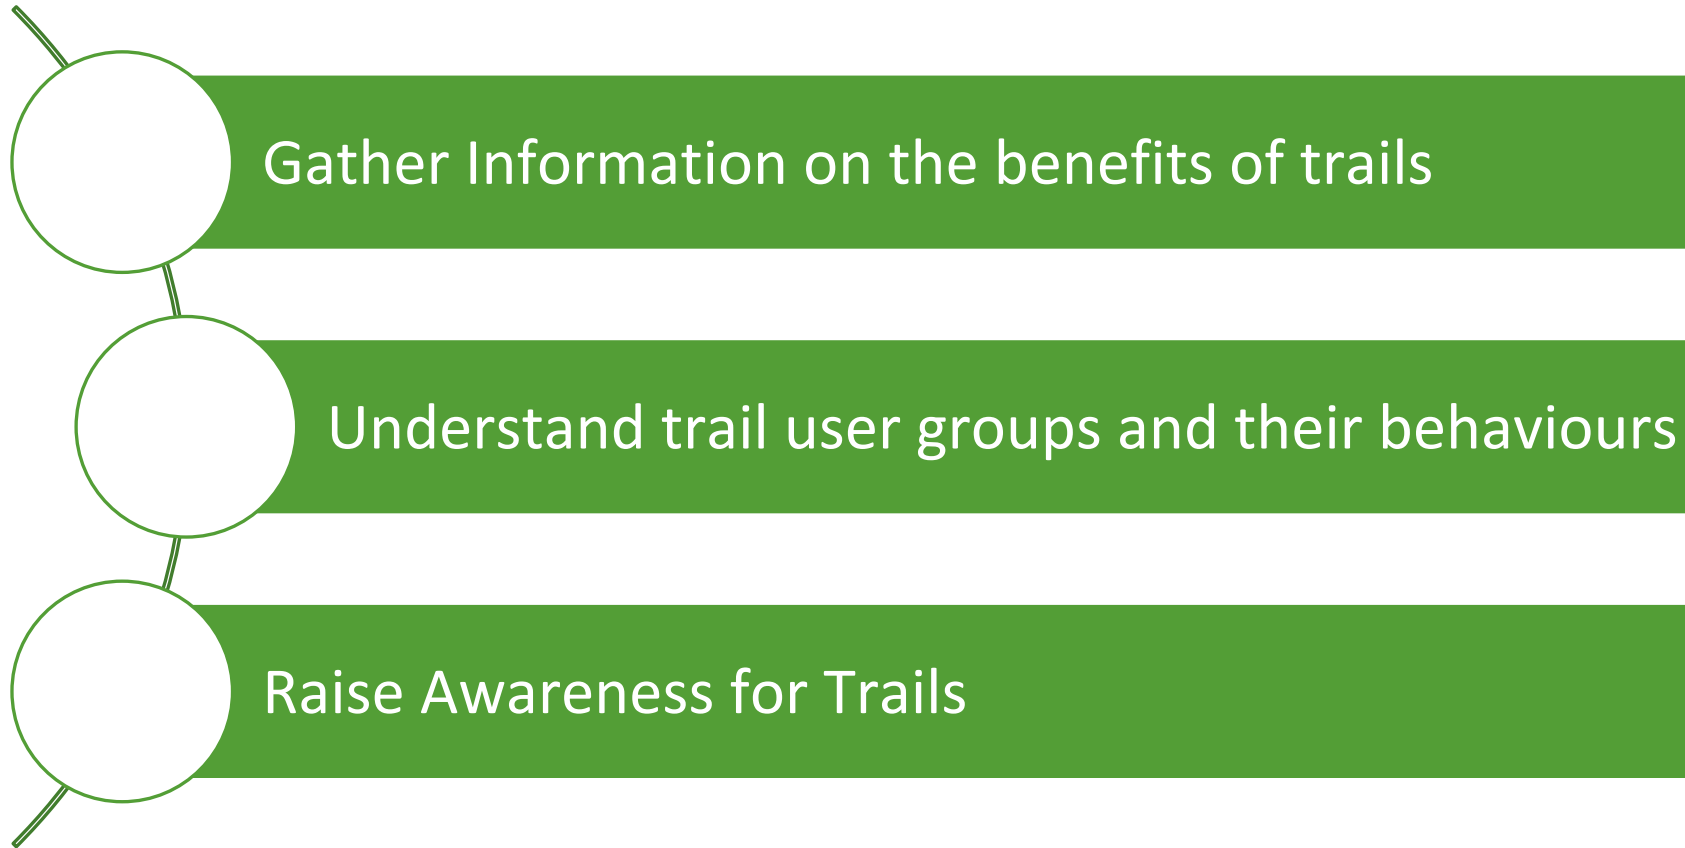 Gather Information on the benefits of trails
Understand trail user groups and their behaviours
Raise Awareness for Trails